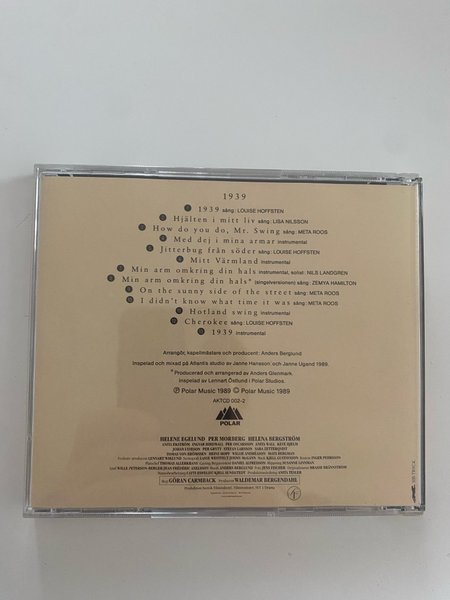 1939
1939 sång: LOUISE HOFFSTEN
Hjälten i mitt liv sång: LISA NILSSON
How do you do, Mr. Swing sång: META ROOS
Med dej i mina armar instrumental
Jitterbug från söder sång: LOUISE HOFFSTEN
Mitt Värmland instrumental
Min arm omkring din hals instrumental, solist: NILS LANDGREN
Min arm omkring din hals* (singelversionen) sång: ZEMYA HAMILTON
On the sunny side of the street sång: META ROOS
I didn't know what time it was sång: META ROOS
Hotland swing instrumental
Cherokee sång: LOUISE HOFFSTEN
1939 instrumental
Arrangör, kapellmästare och producent: Anders Berglund
Inspelad och mixad på Atlantis studio av Janne Hansson och Janne Ugand 1989.
* Producerad och arrangerad av Anders Glenmark.
Inspelad av Lennart Östlund i Polar Studios.
Ⓟ Polar Music 1989 © Polar Music 1989
AKTCD 002-2
POLAR
HELENE EGELUND PER MORBERG HELENA BERGSTRÖM
Regi GÖRAN CARMBACK Producent WALDEMAR BERGENDAHL